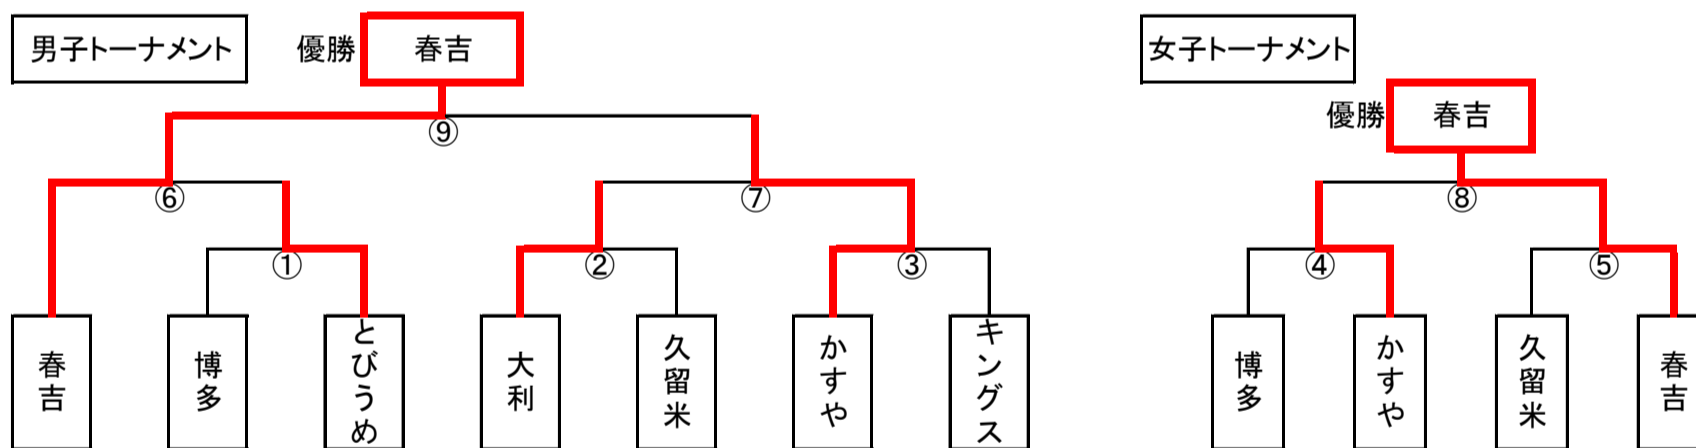 男子トーナメント
優勝
春吉
⑨
⑥
⑦
①
②
③
春吉
博多
とびうめ
大利
久留米
かすや
キングス
女子トーナメント
優勝
春吉
⑧
④
⑤
博多
かすや
久留米
春吉